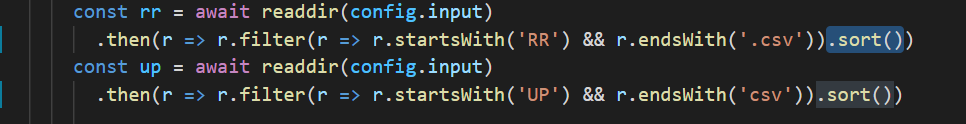 const rr = await readdir(config.input)
.then(r => r.filter(r => r.startsWith('RR') && r.endsWith('.csv')).sort())
const up = await readdir(config.input)
.then(r => r.filter(r => r.startsWith('UP') && r.endsWith('csv')).sort())